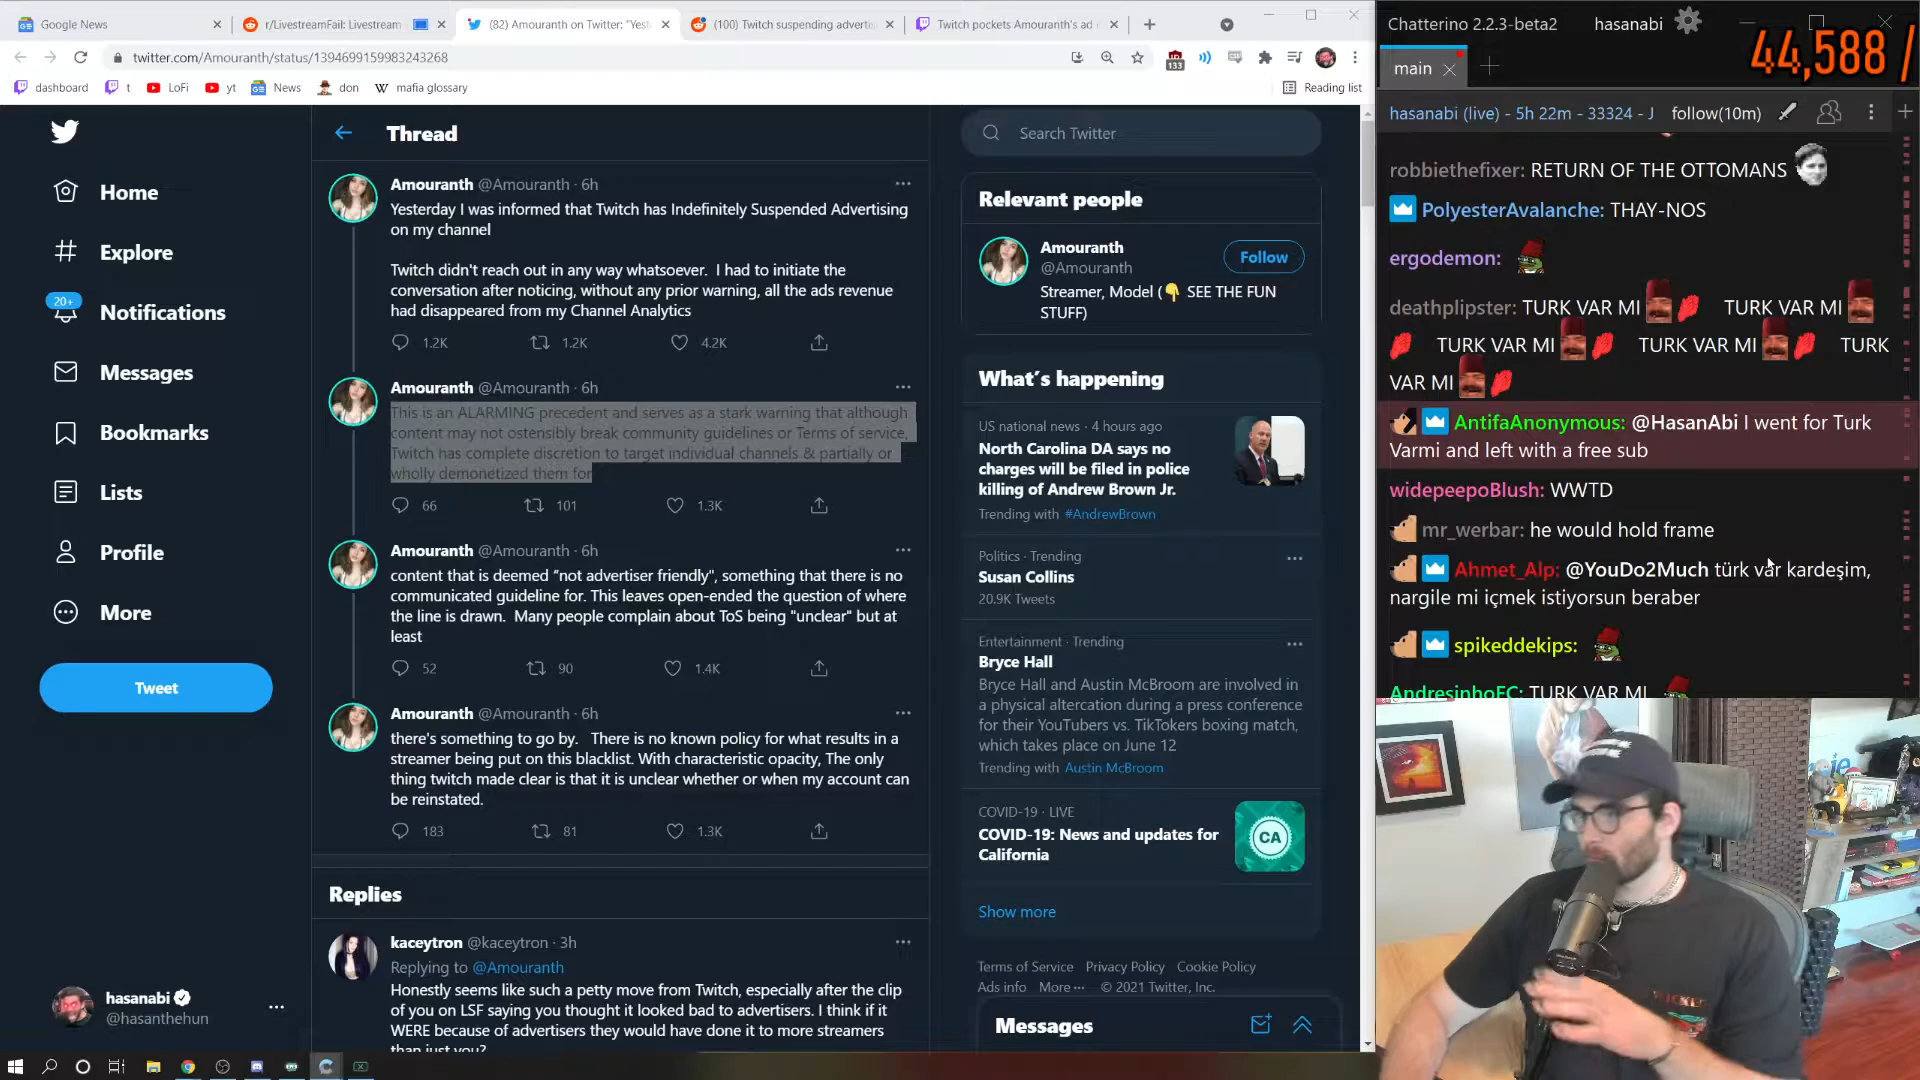 Google News
r/LivestreamFail: Livestream
(82) Amouranth on Twitter: "Yest
(100) Twitch suspending adverti
Twitch pockets Amouranth's ad
twitter.com/Amouranth/status/1394699159983243268
133
dashboard
t
LoFi
yt
News
don
W mafia glossary
Reading list
Home
Explore
20+
Notifications
Messages
Bookmarks
Lists
Profile
More
Tweet
hasanabi
@hasanthehun
Thread
Amouranth @Amouranth · 6h
Yesterday I was informed that Twitch has Indefinitely Suspended Advertising
on my channel
Twitch didn't reach out in any way whatsoever. I had to initiate the
conversation after noticing, without any prior warning, all the ads revenue
had disappeared from my Channel Analytics
1.2K 1.2K 4.2K
Amouranth @Amouranth · 6h
This is an ALARMING precedent and serves as a stark warning that although
content may not ostensibly break community guidelines or Terms of service,
Twitch has complete discretion to target individual channels & partially or
wholly demonetized them for
66 101 1.3K
Amouranth @Amouranth · 6h
content that is deemed “not advertiser friendly", something that there is no
communicated guideline for. This leaves open-ended the question of where
the line is drawn. Many people complain about ToS being "unclear" but at
least
52 90 1.4K
Amouranth @Amouranth · 6h
there's something to go by. There is no known policy for what results in a
streamer being put on this blacklist. With characteristic opacity, The only
thing twitch made clear is that it is unclear whether or when my account can
be reinstated.
183 81 1.3K
Replies
kaceytron @kaceytron · 3h
Replying to @Amouranth
Honestly seems like such a petty move from Twitch, especially after the clip
of you on LSF saying you thought it looked bad to advertisers. I think if it
WERE because of advertisers they would have done it to more streamers
than just you?
Search Twitter
Relevant people
Amouranth
@Amouranth
Follow
Streamer, Model (👇 SEE THE FUN
STUFF)
What's happening
US national news · 4 hours ago
North Carolina DA says no
charges will be filed in police
killing of Andrew Brown Jr.
Trending with #AndrewBrown
Politics · Trending
Susan Collins
20.9K Tweets
Entertainment · Trending
Bryce Hall
Bryce Hall and Austin McBroom are involved in
a physical altercation during a press conference
for their YouTubers vs. TikTokers boxing match,
which takes place on June 12
Trending with Austin McBroom
COVID-19 · LIVE
COVID-19: News and updates for
California
CA
Show more
Terms of Service Privacy Policy Cookie Policy
Ads info More ··· © 2021 Twitter, Inc.
Messages
Chatterino 2.2.3-beta2
hasanabi
44,588 /
main
hasanabi (live) - 5h 22m - 33324 - J
follow(10m)
robbiethefixer: RETURN OF THE OTTOMANS
PolyesterAvalanche: THAY-NOS
ergodemon:
deathplipster: TURK VAR MI TURK VAR MI
TURK VAR MI TURK VAR MI TURK
VAR MI
AntifaAnonymous: @HasanAbi I went for Turk
Varmi and left with a free sub
widepeepoBlush: WWTD
mr_werbar: he would hold frame
Ahmet_Alp: @YouDo2Much türk var kardeşim,
nargile mi içmek istiyorsun beraber
spikeddekips:
AndresinhoFC: TURK VAR MI